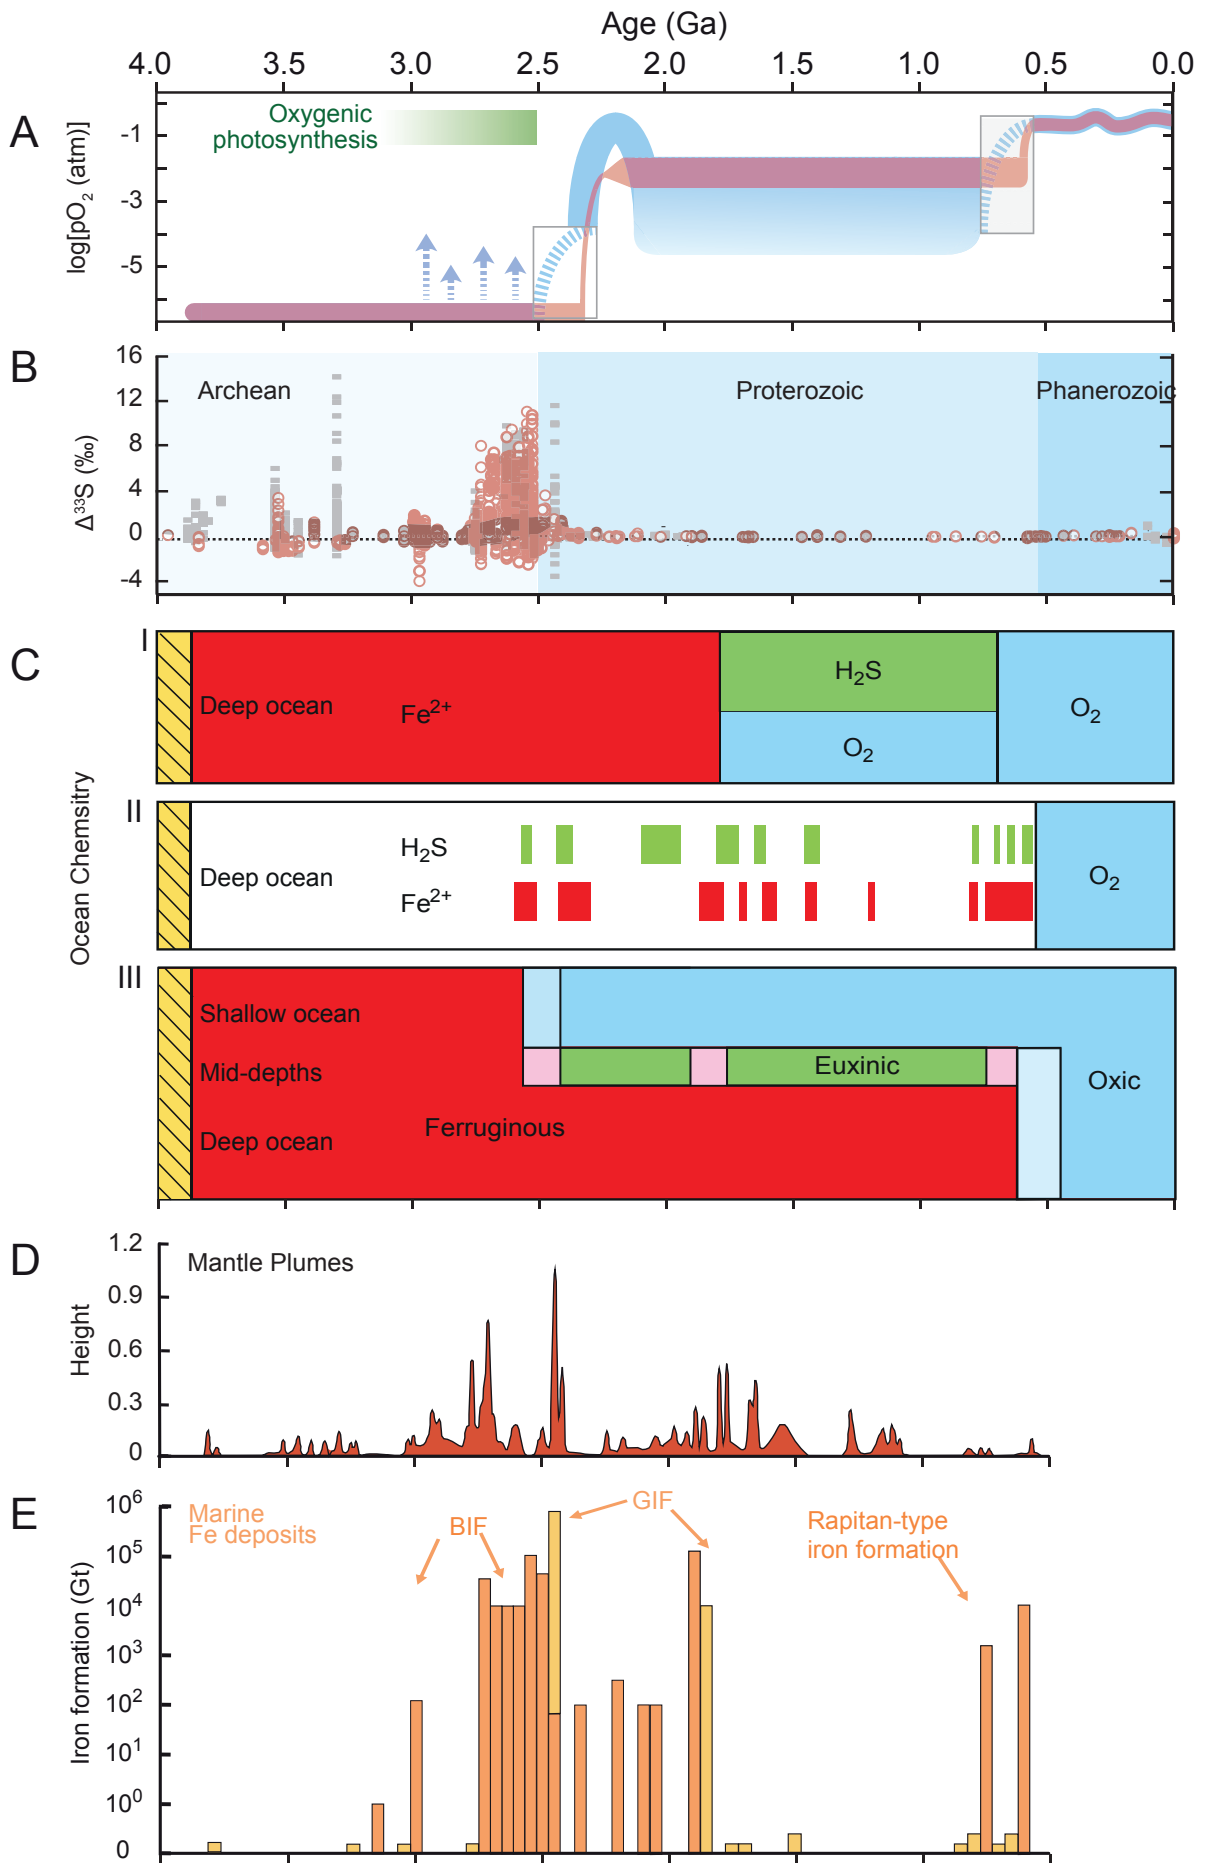 Age (Ga)
4.0 3.5 3.0 2.5 2.0 1.5 1.0 0.5 0.0
A
Oxygenic
photosynthesis
log[pO₂ (atm)]
-1
-3
-5
B
Archean Proterozoic Phanerozoic
Δ³³S (‰)
16
12
8
4
0
-4
C
Ocean Chemsitry
I
Deep ocean Fe²⁺ H₂S O₂ O₂
II
Deep ocean H₂S Fe²⁺ O₂
III
Shallow ocean
Mid-depths Euxinic Oxic
Deep ocean Ferruginous
D
Mantle Plumes
Height
1.2
0.9
0.6
0.3
0
E
Marine
Fe deposits
BIF
GIF
Rapitan-type
iron formation
Iron formation (Gt)
10⁶
10⁵
10⁴
10³
10²
10¹
10⁰
0